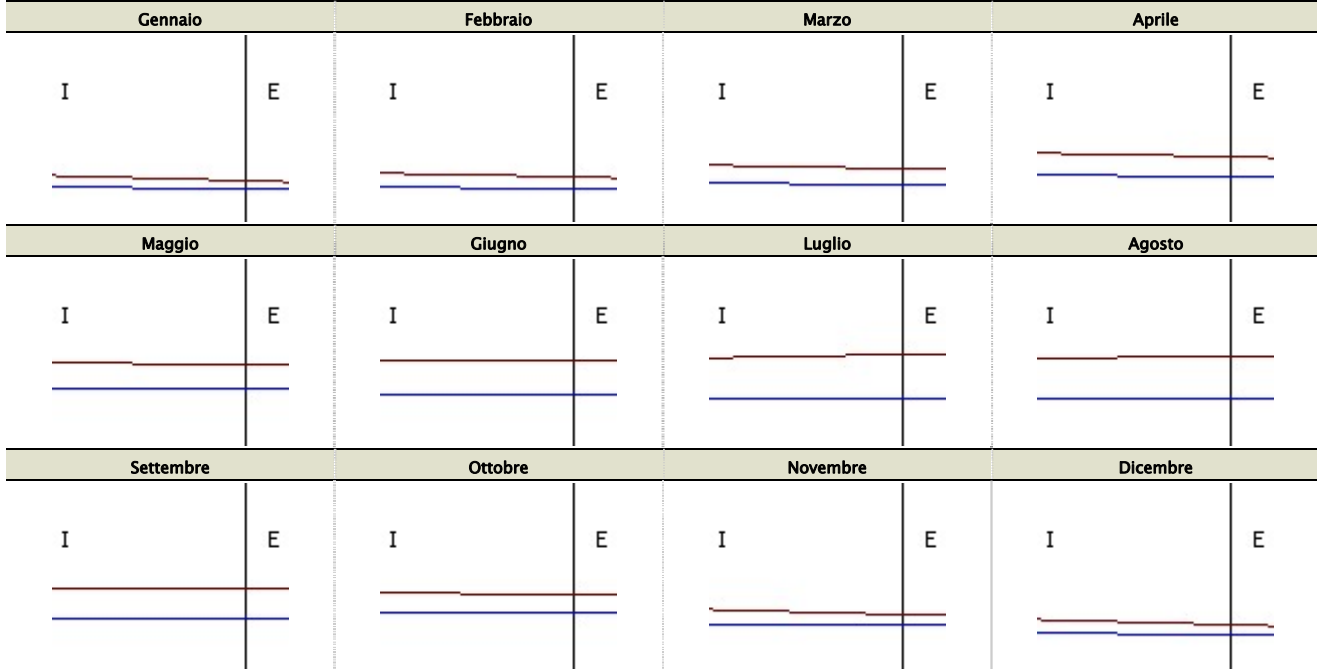 Gennaio Febbraio Marzo Aprile
I E I E I E I E
Maggio Giugno Luglio Agosto
I E I E I E I E
Settembre Ottobre Novembre Dicembre
I E I E I E I E